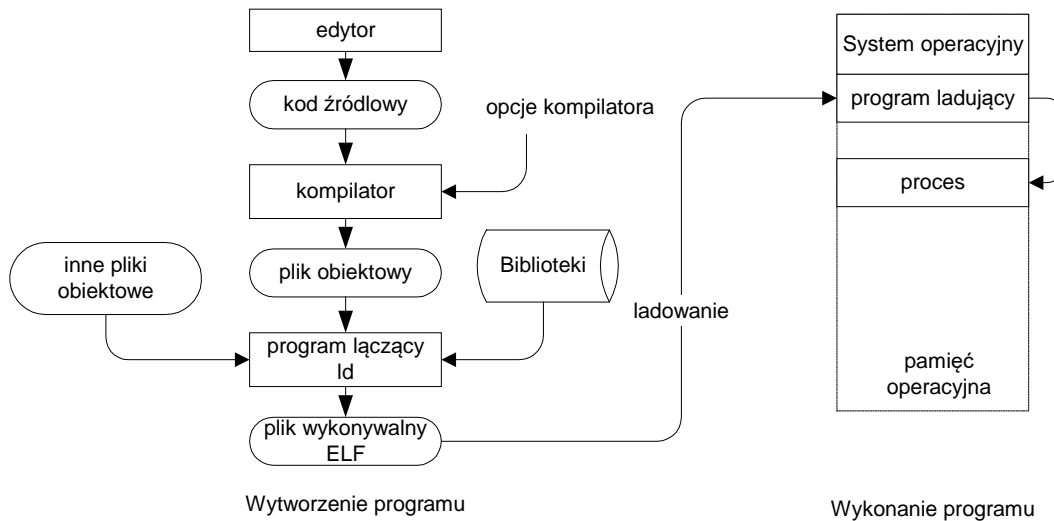 edytor
kod źródlowy
opcje kompilatora
kompilator
inne pliki
obiektowe
plik obiektowy
Biblioteki
program lączący
ld
plik wykonywalny
ELF
Wytworzenie programu
ladowanie
System operacyjny
program ladujący
proces
pamięć
operacyjna
Wykonanie programu